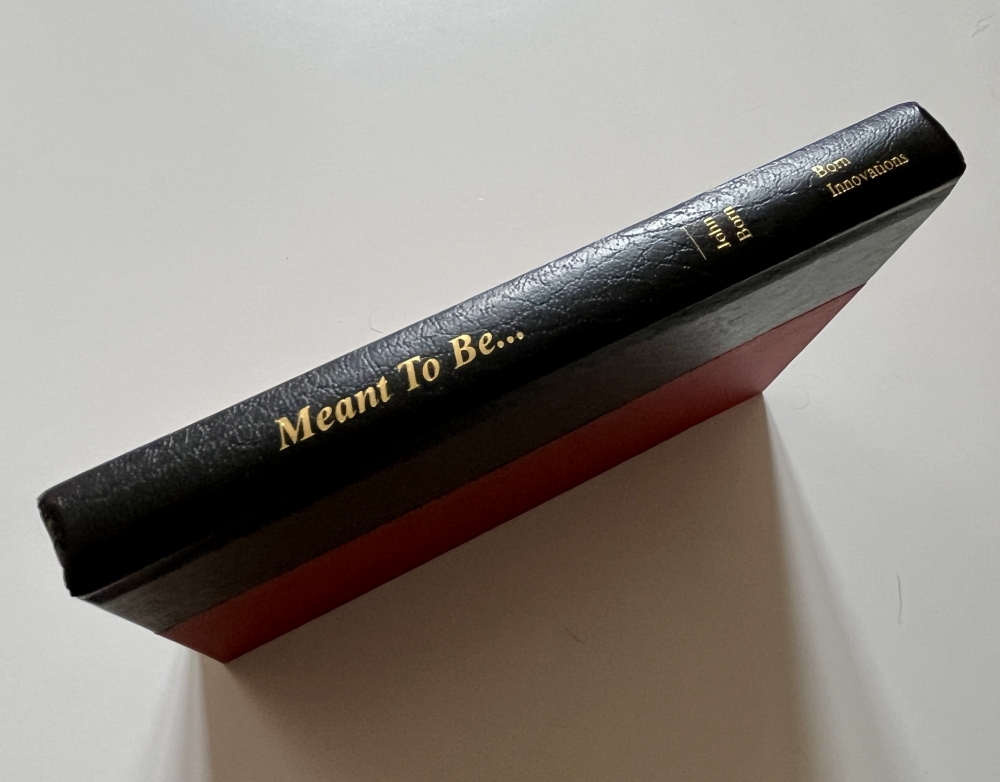 Meant To Be...
John
Born
Born
Innovations